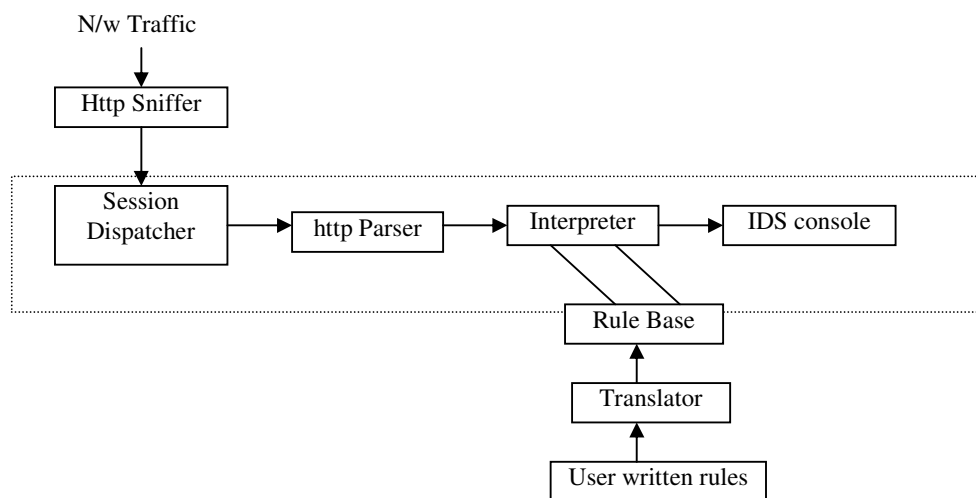 N/w Traffic
Http Sniffer
Session
Dispatcher
http Parser
Interpreter
IDS console
Rule Base
Translator
User written rules